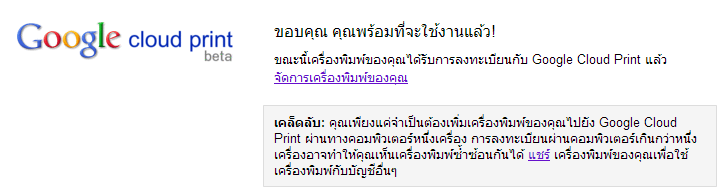 Google cloud print
beta
ขอบคุณ คุณพร้อมที่จะใช้งานแล้ว!
ขณะนี้เครื่องพิมพ์ของคุณได้รับการลงทะเบียนกับ Google Cloud Print แล้ว
จัดการเครื่องพิมพ์ของคุณ
เคล็ดลับ: คุณเพียงแค่จำเป็นต้องเพิ่มเครื่องพิมพ์ของคุณไปยัง Google Cloud
Print ผ่านทางคอมพิวเตอร์หนึ่งเครื่อง การลงทะเบียนผ่านคอมพิวเตอร์เกินกว่าหนึ่ง
เครื่องอาจทำให้คุณเห็นเครื่องพิมพ์ซ้ำซ้อนกันได้ แชร์ เครื่องพิมพ์ของคุณเพื่อใช้
เครื่องพิมพ์กับบัญชีอื่นๆ